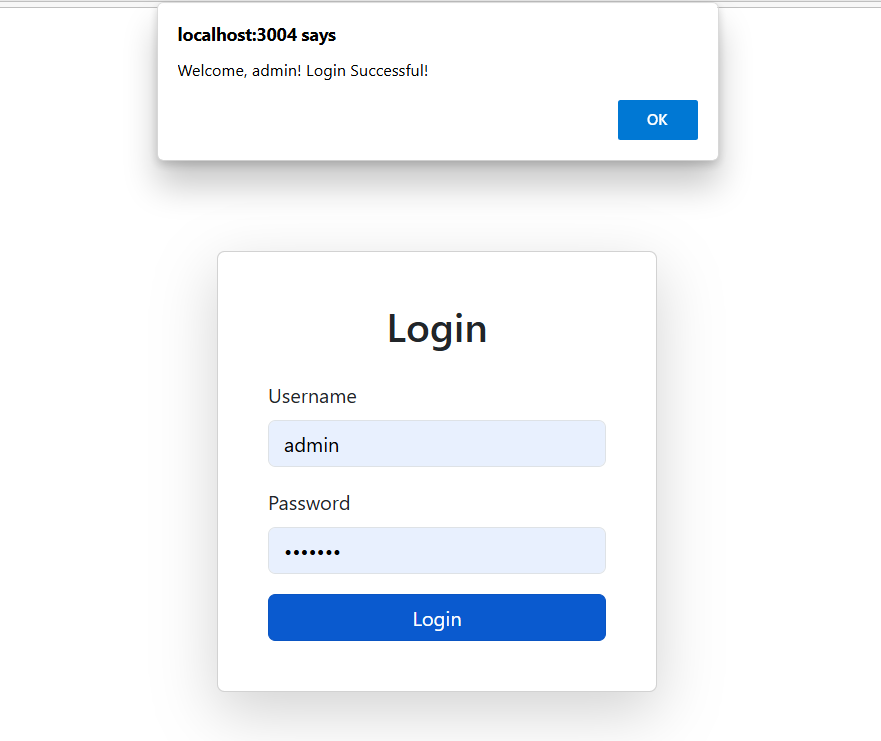 localhost:3004 says
Welcome, admin! Login Successful!
OK
Login
Username
admin
Password
•••••••
Login